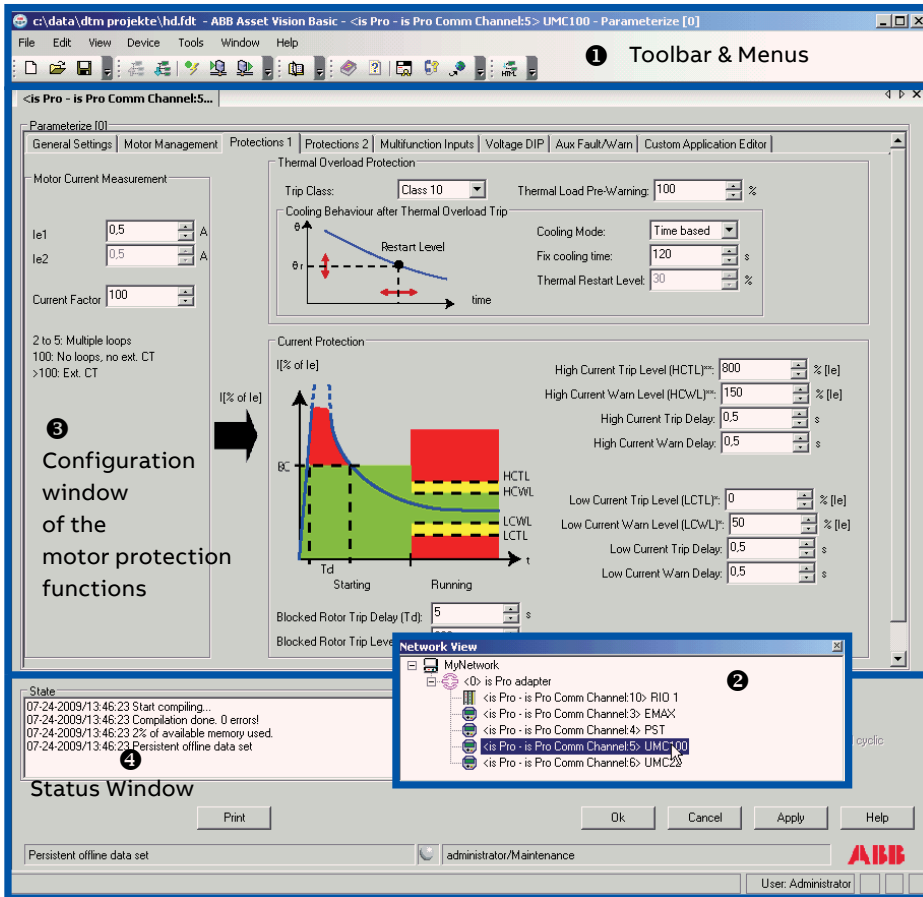 c:\data\dtm projekte\hd.fdt - ABB Asset Vision Basic - <is Pro - is Pro Comm Channel:5> UMC100 - Parameterize [0]
File Edit View Device Tools Window Help
❶ Toolbar & Menus
<is Pro - is Pro Comm Channel:5...
Parameterize [0]
General Settings Motor Management Protections 1 Protections 2 Multifunction Inputs Voltage DIP Aux Fault/Warn Custom Application Editor
Motor Current Measurement
Ie1 0,5 A
Ie2 0,5 A
Current Factor 100
2 to 5: Multiple loops
100: No loops, no ext. CT
>100: Ext. CT
I[% of Ie]
❸
Configuration
window
of the
motor protection
functions
Thermal Overload Protection
Trip Class: Class 10 Thermal Load Pre-Warning: 100 %
Cooling Behaviour after Thermal Overload Trip
θ
Restart Level
θr
time
Cooling Mode: Time based
Fix cooling time: 120 s
Thermal Restart Level: 30 %
Current Protection
I[% of Ie]
BC
HCTL
HCWL
LCWL
LCTL
Td
t
Starting Running
High Current Trip Level (HCTL)**: 800 % [Ie]
High Current Warn Level (HCWL)**: 150 % [Ie]
High Current Trip Delay: 0,5 s
High Current Warn Delay: 0,5 s
Low Current Trip Level (LCTL)*: 0 % [Ie]
Low Current Warn Level (LCWL)*: 50 % [Ie]
Low Current Trip Delay: 0,5 s
Low Current Warn Delay: 0,5 s
Blocked Rotor Trip Delay (Td): 5 s
Blocked Rotor Trip Leve
Network View
❷
MyNetwork
<0> is Pro adapter
<is Pro - is Pro Comm Channel:10> RIO 1
<is Pro - is Pro Comm Channel:3> EMAX
<is Pro - is Pro Comm Channel:4> PST
<is Pro - is Pro Comm Channel:5> UMC100
<is Pro - is Pro Comm Channel:6> UMC22
State
07-24-2009/13:46:23 Start compiling...
07-24-2009/13:46:23 Compilation done. 0 errors!
07-24-2009/13:46:23 2% of available memory used.
07-24-2009/13:46:23 Persistent offline data set
cyclic
❹
Status Window
Print Ok Cancel Apply Help
Persistent offline data set administrator/Maintenance ABB
User: Administrator